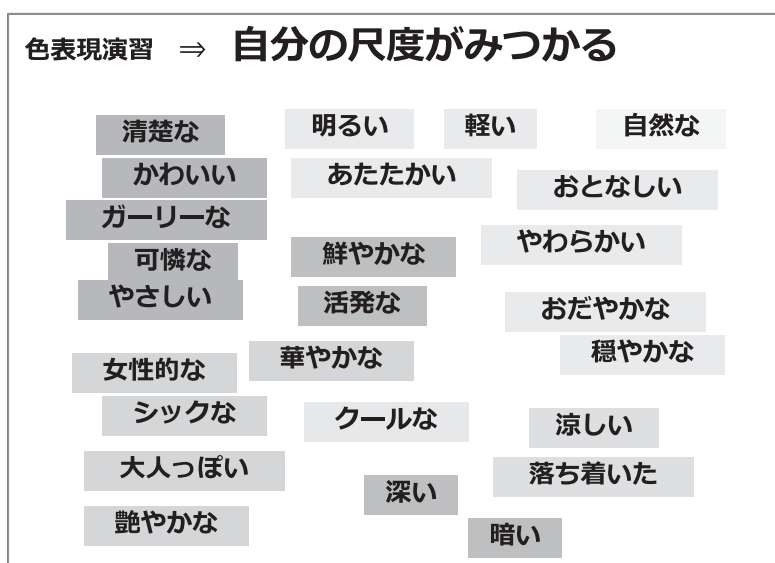 色表現演習 ⇒ 自分の尺度がみつかる
清楚な 明るい 軽い 自然な
かわいい あたたかい おとなしい
ガーリーな
やわらかい
可憐な 鮮やかな
やさしい 活発な おだやかな
華やかな 穏やかな
女性的な
シックな クールな 涼しい
大人っぽい 落ち着いた
深い
艶やかな 暗い